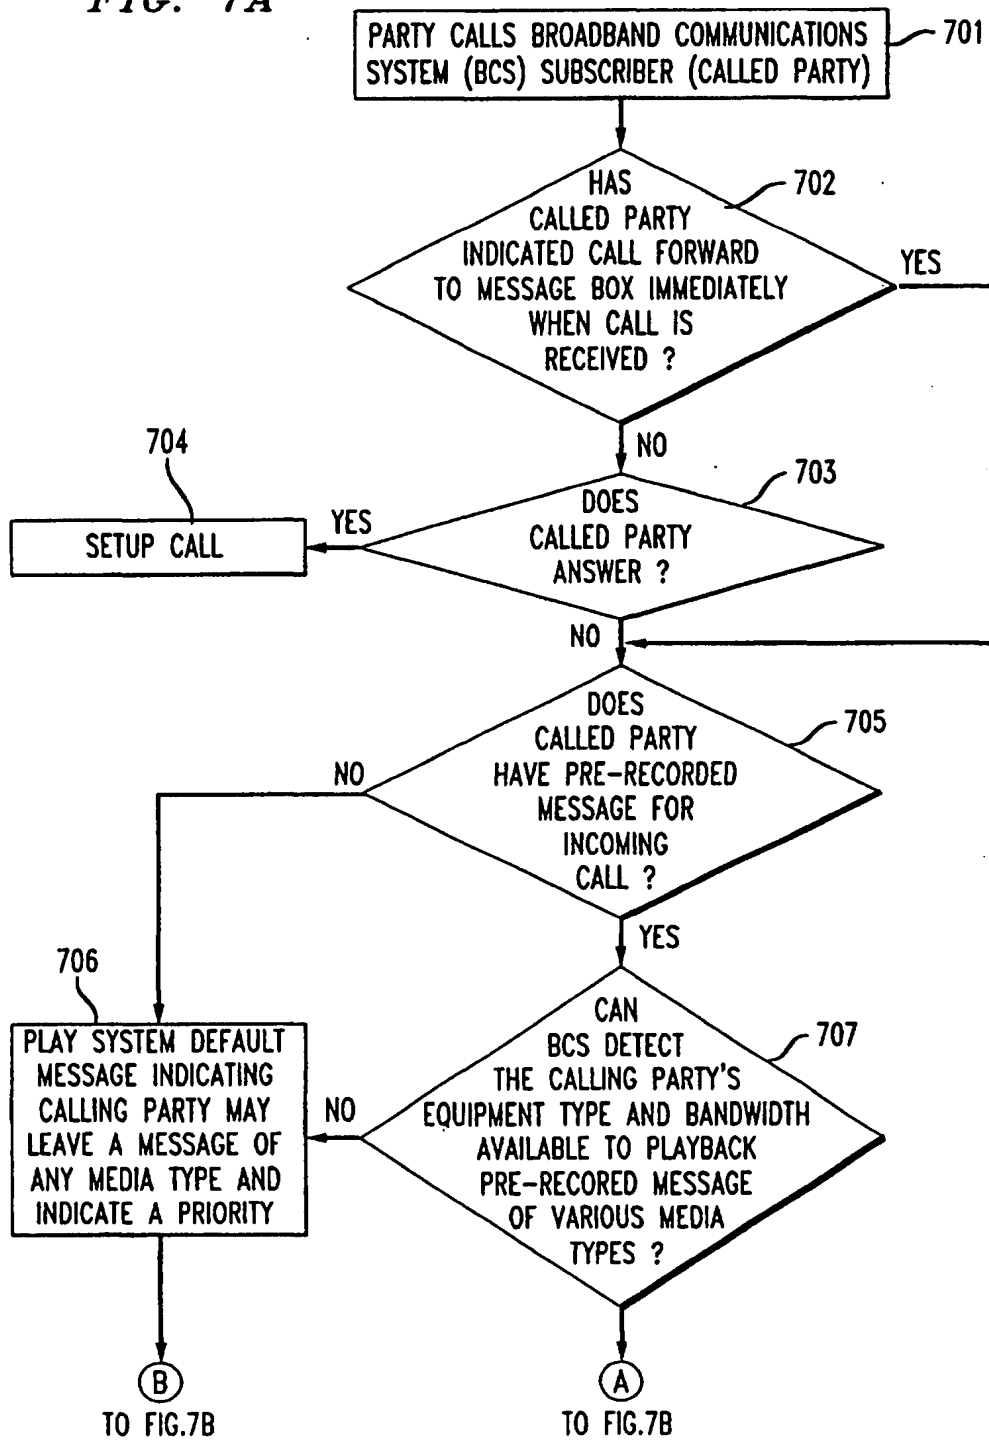 FIG. 7A
PARTY CALLS BROADBAND COMMUNICATIONS
SYSTEM (BCS) SUBSCRIBER (CALLED PARTY)
701
HAS
CALLED PARTY
INDICATED CALL FORWARD
TO MESSAGE BOX IMMEDIATELY
WHEN CALL IS
RECEIVED ?
702
YES
NO
704
SETUP CALL
YES
DOES
CALLED PARTY
ANSWER ?
703
NO
DOES
CALLED PARTY
HAVE PRE-RECORDED
MESSAGE FOR
INCOMING
CALL ?
705
NO
YES
706
PLAY SYSTEM DEFAULT
MESSAGE INDICATING
CALLING PARTY MAY
LEAVE A MESSAGE OF
ANY MEDIA TYPE AND
INDICATE A PRIORITY
NO
CAN
BCS DETECT
THE CALLING PARTY'S
EQUIPMENT TYPE AND BANDWIDTH
AVAILABLE TO PLAYBACK
PRE-RECORED MESSAGE
OF VARIOUS MEDIA
TYPES ?
707
B
TO FIG.7B
A
TO FIG.7B